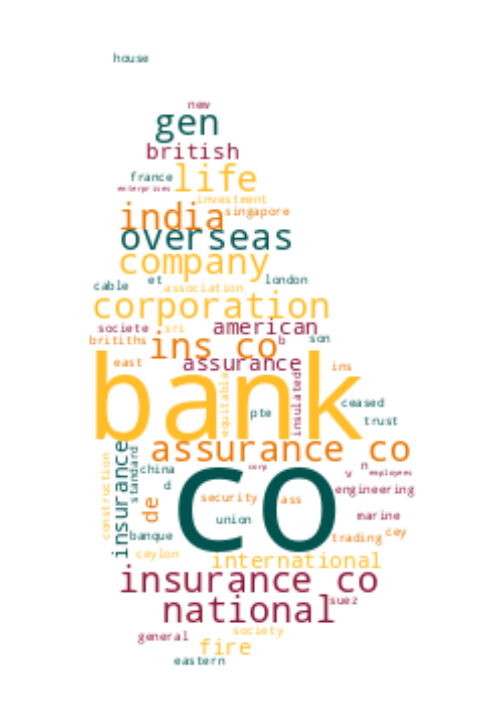 house
new
gen
british
france
life
enterprises
investment
india
singapore
overseas
company
et
london
cable
association
corporation
societe
sri
american
britiths
ins co
b
son
east
assurance
ins
bank
equitable
insulated
pte
ceased
trust
assurance co
insurance
standard
construction
china
corp
v
n
employees
d
co
engineering
security
ass
de
union
marine
banque
trading
cey
ceylon
international
insurance co
national
suez
general
society
fire
eastern